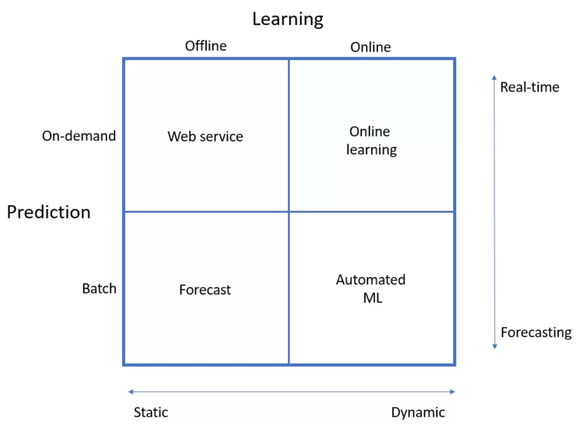 Learning
Offline
Online
Real-time
On-demand
Web service
Online
learning
Prediction
Batch
Forecast
Automated
ML
Forecasting
Static
Dynamic